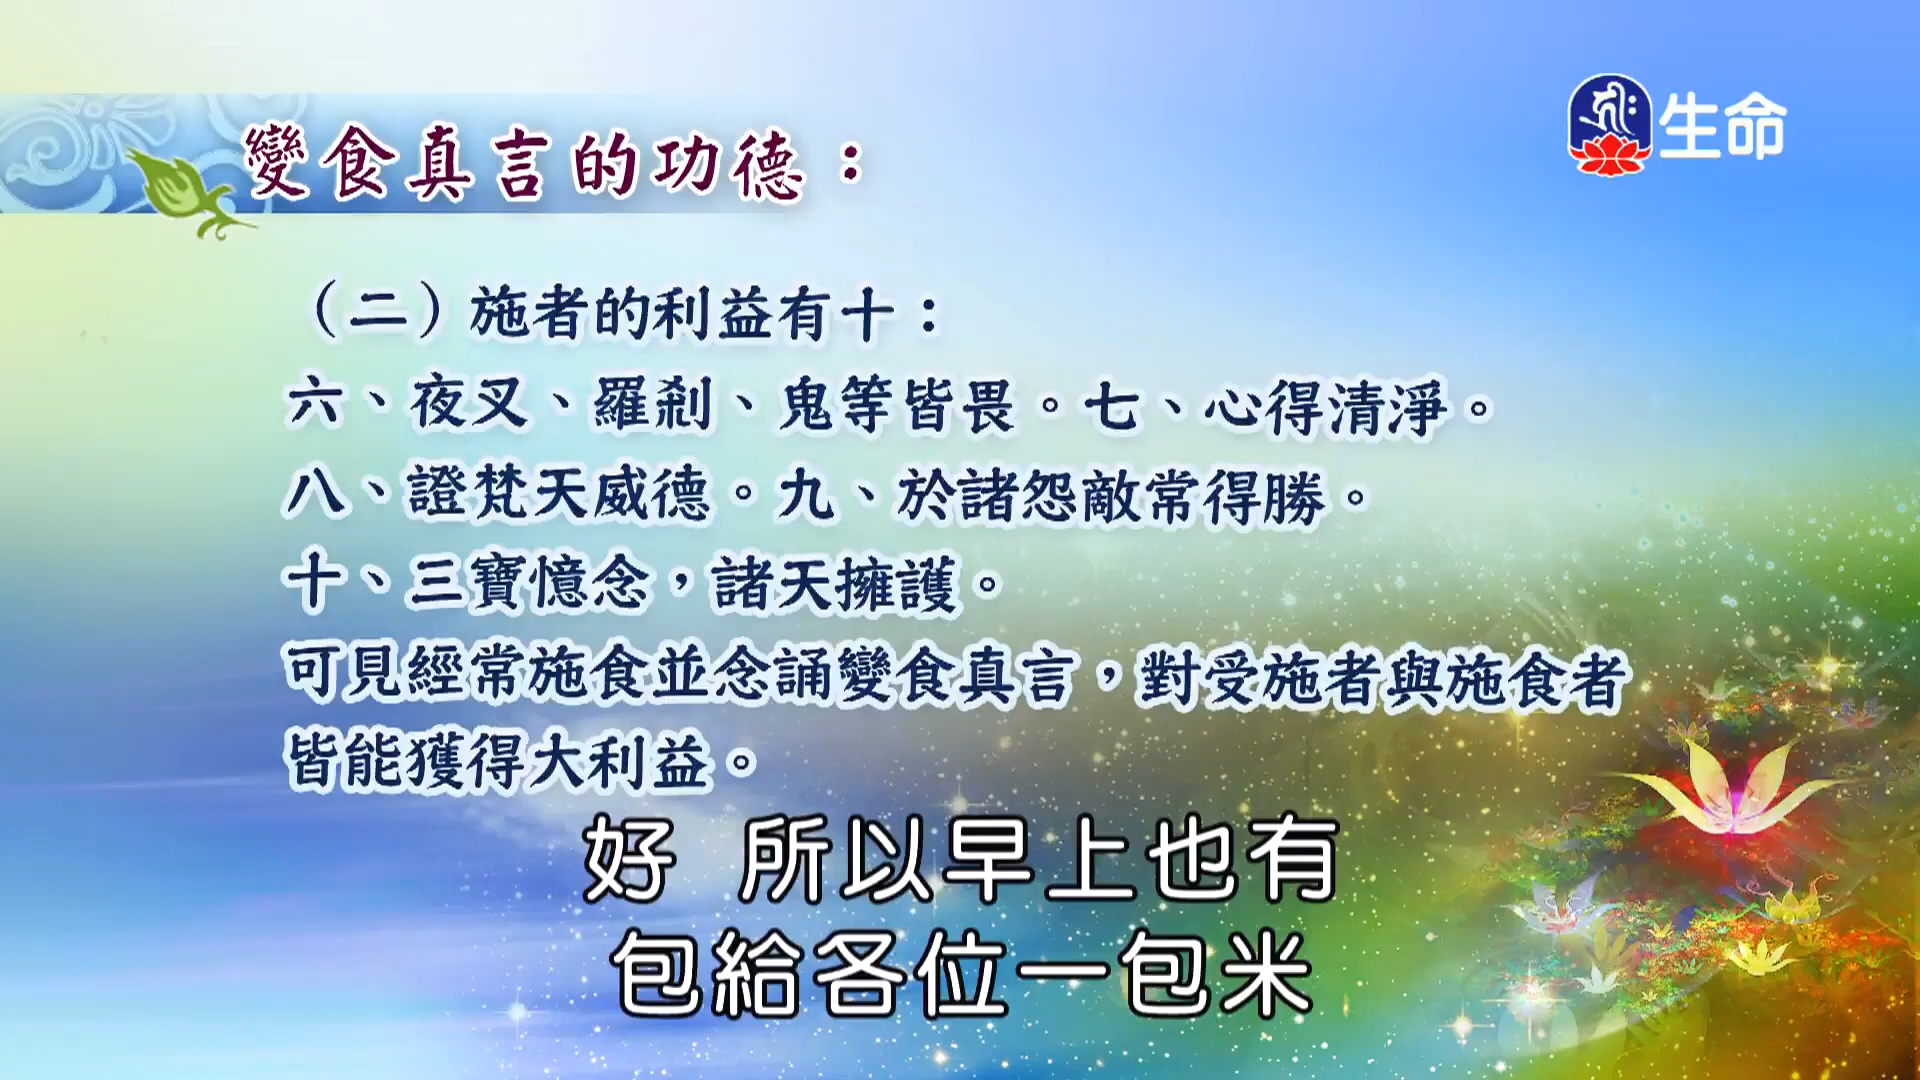 變食真言的功德：
生命
（二）施者的利益有十：
六、夜叉、羅剎、鬼等皆畏。七、心得清淨。
八、證梵天威德。九、於諸怨敵常得勝。
十、三寶憶念，諸天擁護。
可見經常施食並念誦變食真言，對受施者與施食者
皆能獲得大利益。
好 所以早上也有
包給各位一包米